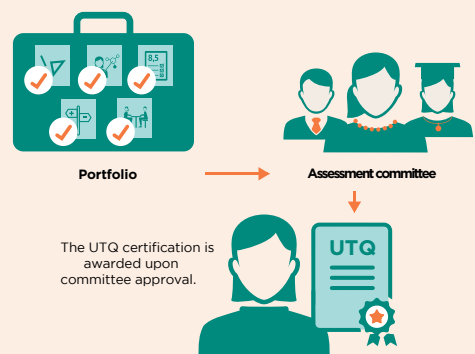 8,5
Portfolio
Assessment committee
The UTQ certification is
awarded upon
committee approval.
UTQ